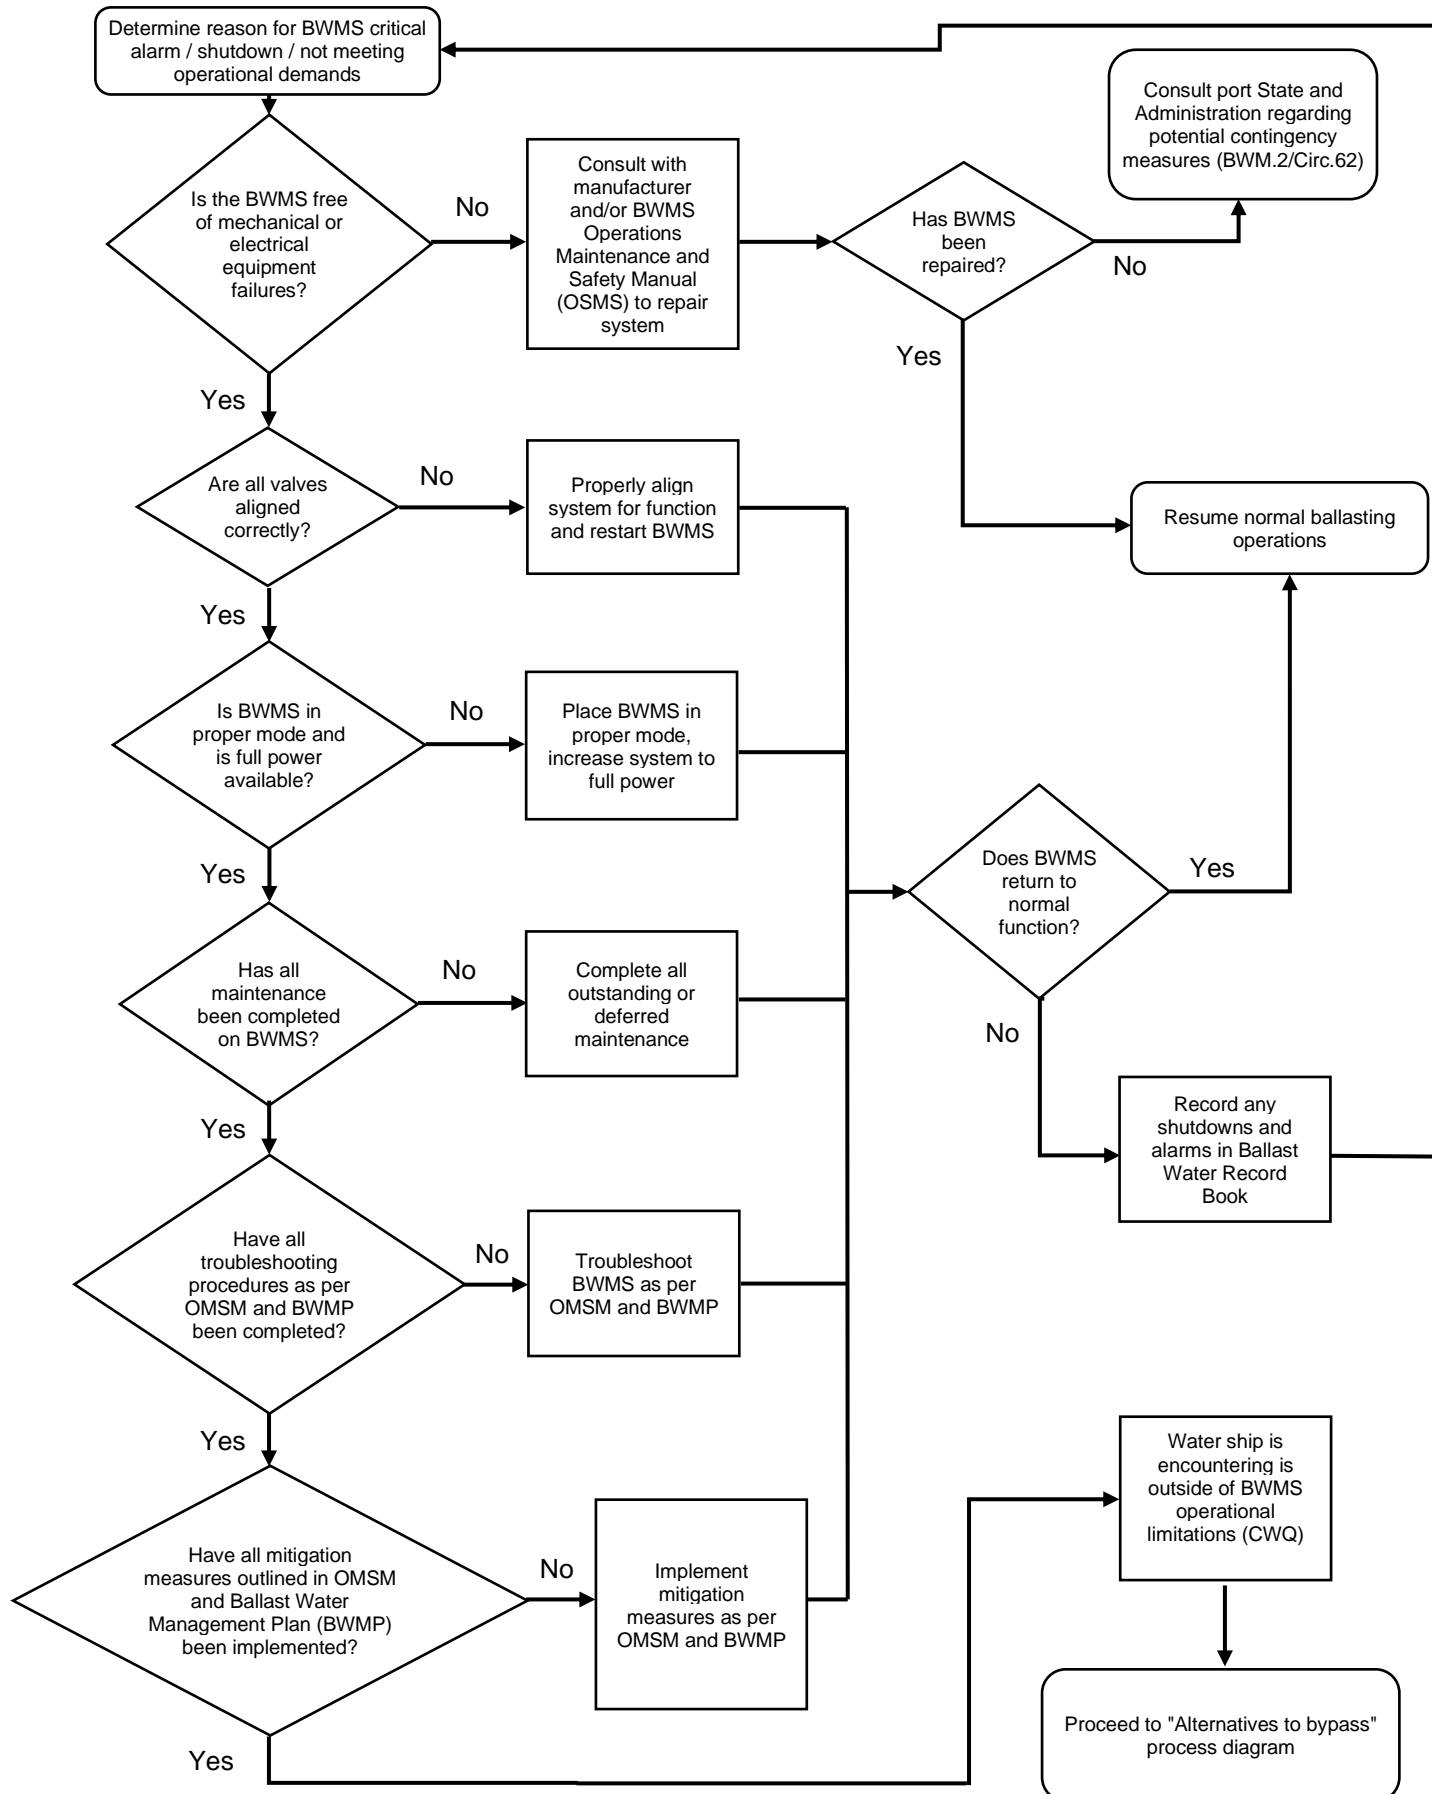 Determine reason for BWMS critical
alarm / shutdown / not meeting
operational demands
Consult port State and
Administration regarding
potential contingency
measures (BWM.2/Circ.62)
Is the BWMS free
of mechanical or
electrical
equipment
failures?
No
Consult with
manufacturer
and/or BWMS
Operations
Maintenance and
Safety Manual
(OSMS) to repair
system
Has BWMS
been
repaired?
No
Yes
Yes
Are all valves
aligned
correctly?
No
Properly align
system for function
and restart BWMS
Resume normal ballasting
operations
Yes
Is BWMS in
proper mode and
is full power
available?
No
Place BWMS in
proper mode,
increase system to
full power
Yes
Does BWMS
return to
normal
function?
Yes
No
Has all
maintenance
been completed
on BWMS?
No
Complete all
outstanding or
deferred
maintenance
Record any
shutdowns and
alarms in Ballast
Water Record
Book
Yes
Have all
troubleshooting
procedures as per
OMSM and BWMP
been completed?
No
Troubleshoot
BWMS as per
OMSM and BWMP
Yes
Have all mitigation
measures outlined in OMSM
and Ballast Water
Management Plan (BWMP)
been implemented?
No
Implement
mitigation
measures as per
OMSM and BWMP
Yes
Water ship is
encountering is
outside of BWMS
operational
limitations (CWQ)
Proceed to "Alternatives to bypass"
process diagram